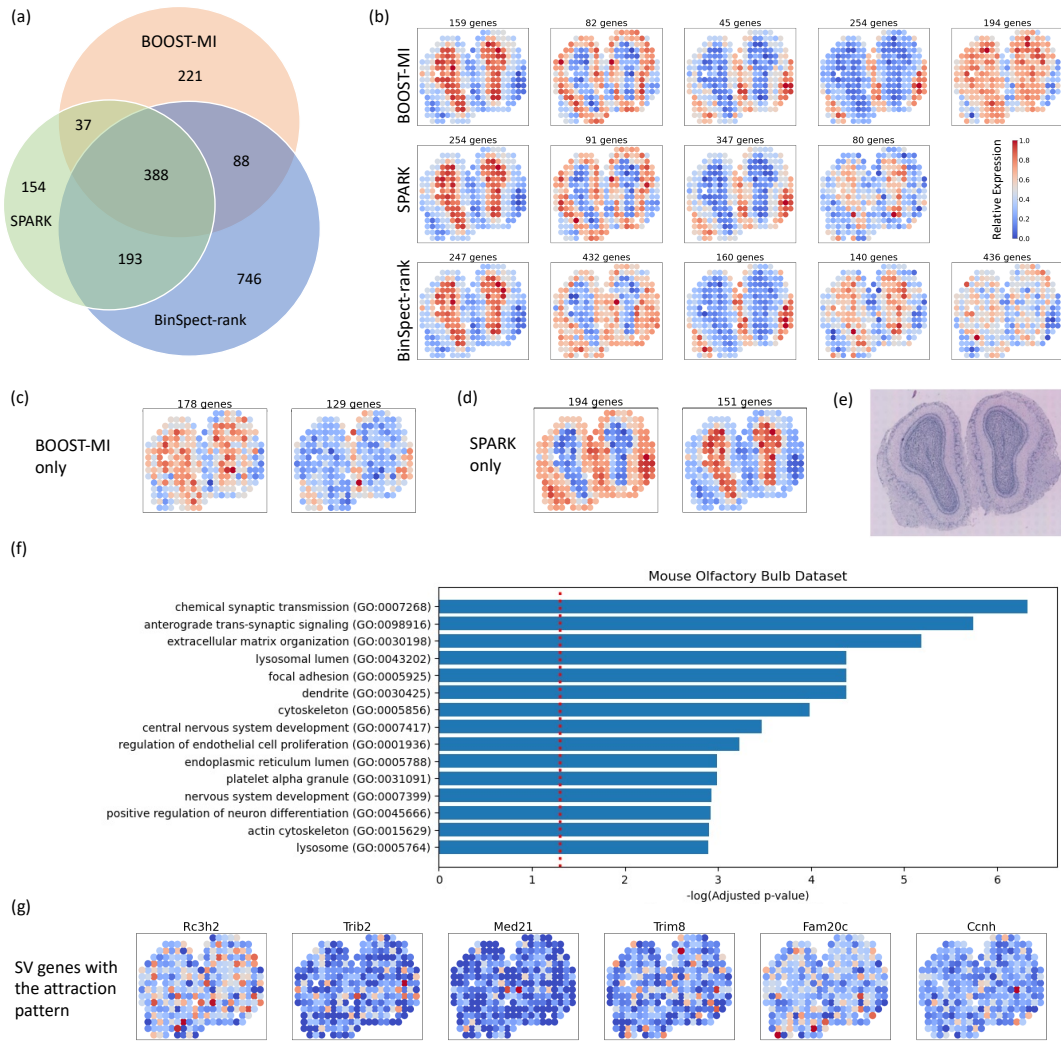 (a)
BOOST-MI
221
37
88
154
388
SPARK
193
746
BinSpect-rank
(b)
BOOST-MI
159 genes
82 genes
45 genes
254 genes
194 genes
SPARK
254 genes
91 genes
347 genes
80 genes
Relative Expression
1.0
0.8
0.6
0.4
0.2
0.0
BinSpect-rank
247 genes
432 genes
160 genes
140 genes
436 genes
(c)
BOOST-MI
only
178 genes
129 genes
(d)
SPARK
only
194 genes
151 genes
(e)
(f)
Mouse Olfactory Bulb Dataset
chemical synaptic transmission (GO:0007268)
anterograde trans-synaptic signaling (GO:0098916)
extracellular matrix organization (GO:0030198)
lysosomal lumen (GO:0043202)
focal adhesion (GO:0005925)
dendrite (GO:0030425)
cytoskeleton (GO:0005856)
central nervous system development (GO:0007417)
regulation of endothelial cell proliferation (GO:0001936)
endoplasmic reticulum lumen (GO:0005788)
platelet alpha granule (GO:0031091)
nervous system development (GO:0007399)
positive regulation of neuron differentiation (GO:0045666)
actin cytoskeleton (GO:0015629)
lysosome (GO:0005764)
0 1 2 3 4 5 6
-log(Adjusted p-value)
(g)
SV genes with
the attraction
pattern
Rc3h2
Trib2
Med21
Trim8
Fam20c
Ccnh